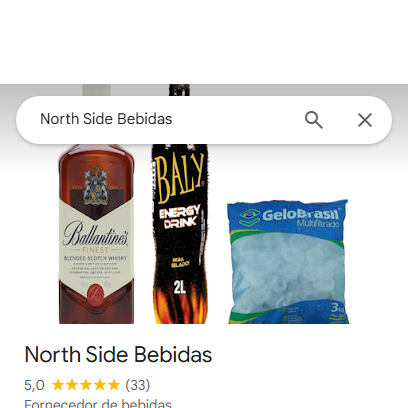 North Side Bebidas
BALY
ENERGY
DRINK
2L
Ballantine's
FINEST
BLENDED SCOTCH WHISKY
GeloBrasil
Multifiltrado
North Side Bebidas
5,0 (33)
Fornecedor de bebidas